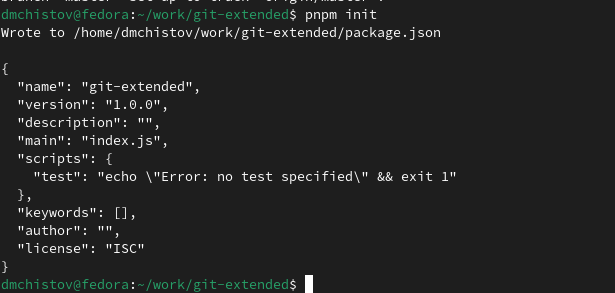 dmchistov@fedora:~/work/git-extended$ pnpm init
Wrote to /home/dmchistov/work/git-extended/package.json

{
  "name": "git-extended",
  "version": "1.0.0",
  "description": "",
  "main": "index.js",
  "scripts": {
    "test": "echo \"Error: no test specified\" && exit 1"
  },
  "keywords": [],
  "author": "",
  "license": "ISC"
}
dmchistov@fedora:~/work/git-extended$